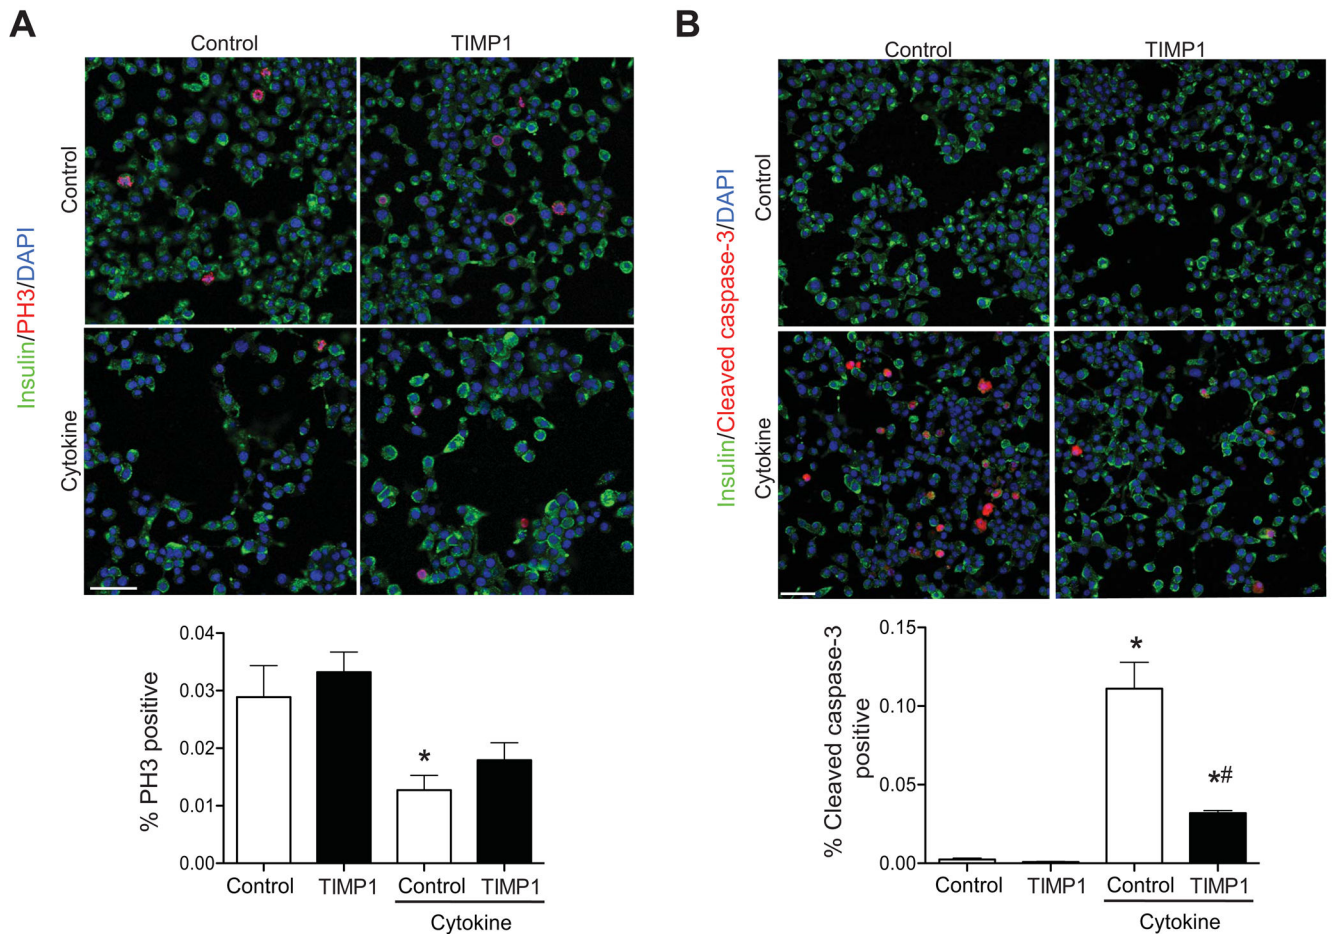 A
Control
TIMP1
Insulin/PH3/DAPI
Control
Cytokine
% PH3 positive
0.04
0.03
0.02
0.01
0.00
*
Control
TIMP1
Control
TIMP1
Cytokine
B
Control
TIMP1
Insulin/Cleaved caspase-3/DAPI
Control
Cytokine
% Cleaved caspase-3
positive
0.15
0.10
0.05
0.00
*
*#
Control
TIMP1
Control
TIMP1
Cytokine